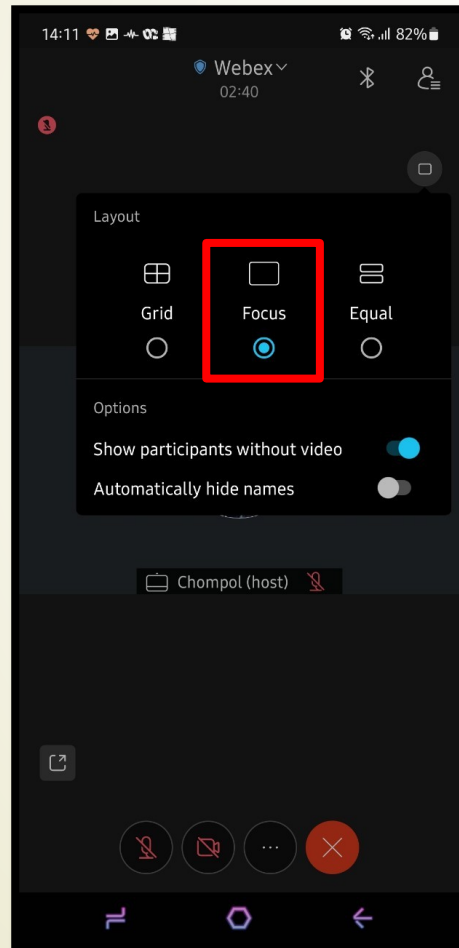 14:11
82%
Webex
02:40
Layout
Grid Focus Equal
Options
Show participants without video
Automatically hide names
Chompol (host)